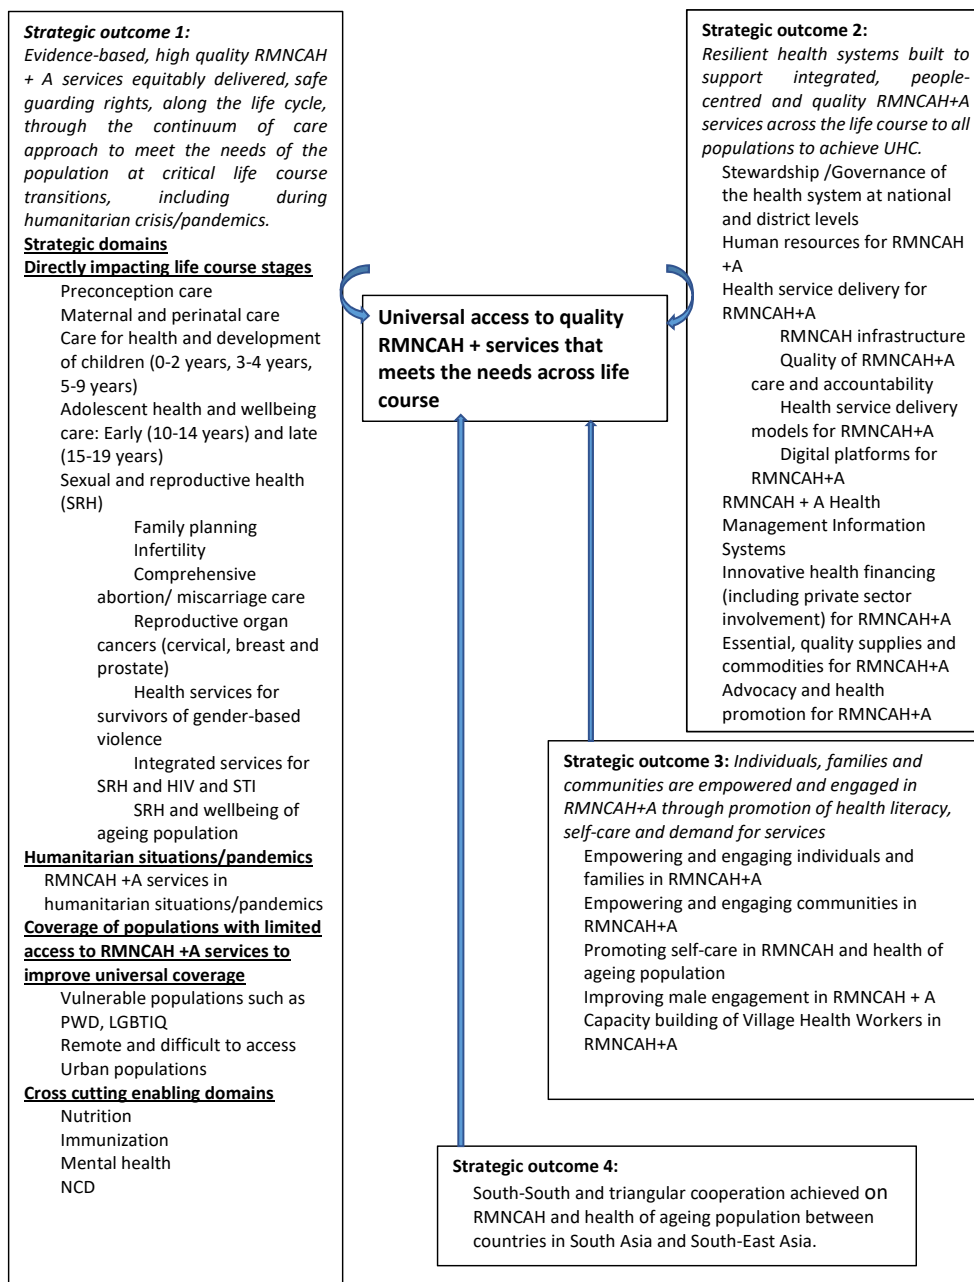 Strategic outcome 1:
Evidence-based, high quality RMNCAH
+ A services equitably delivered, safe
guarding rights, along the life cycle,
through the continuum of care
approach to meet the needs of the
population at critical life course
transitions, including during
humanitarian crisis/pandemics.
Strategic domains
Directly impacting life course stages
Preconception care
Maternal and perinatal care
Care for health and development
of children (0-2 years, 3-4 years,
5-9 years)
Adolescent health and wellbeing
care: Early (10-14 years) and late
(15-19 years)
Sexual and reproductive health
(SRH)
Family planning
Infertility
Comprehensive
abortion/ miscarriage care
Reproductive organ
cancers (cervical, breast and
prostate)
Health services for
survivors of gender-based
violence
Integrated services for
SRH and HIV and STI
SRH and wellbeing of
ageing population
Humanitarian situations/pandemics
RMNCAH +A services in
humanitarian situations/pandemics
Coverage of populations with limited
access to RMNCAH +A services to
improve universal coverage
Vulnerable populations such as
PWD, LGBTIQ
Remote and difficult to access
Urban populations
Cross cutting enabling domains
Nutrition
Immunization
Mental health
NCD
Universal access to quality
RMNCAH + services that
meets the needs across life
course
Strategic outcome 2:
Resilient health systems built to
support integrated, people-
centred and quality RMNCAH+A
services across the life course to all
populations to achieve UHC.
Stewardship /Governance of
the health system at national
and district levels
Human resources for RMNCAH
+A
Health service delivery for
RMNCAH+A
RMNCAH infrastructure
Quality of RMNCAH+A
care and accountability
Health service delivery
models for RMNCAH+A
Digital platforms for
RMNCAH+A
RMNCAH + A Health
Management Information
Systems
Innovative health financing
(including private sector
involvement) for RMNCAH+A
Essential, quality supplies and
commodities for RMNCAH+A
Advocacy and health
promotion for RMNCAH+A
Strategic outcome 3: Individuals, families and
communities are empowered and engaged in
RMNCAH+A through promotion of health literacy,
self-care and demand for services
Empowering and engaging individuals and
families in RMNCAH+A
Empowering and engaging communities in
RMNCAH+A
Promoting self-care in RMNCAH and health of
ageing population
Improving male engagement in RMNCAH + A
Capacity building of Village Health Workers in
RMNCAH+A
Strategic outcome 4:
South-South and triangular cooperation achieved on
RMNCAH and health of ageing population between
countries in South Asia and South-East Asia.